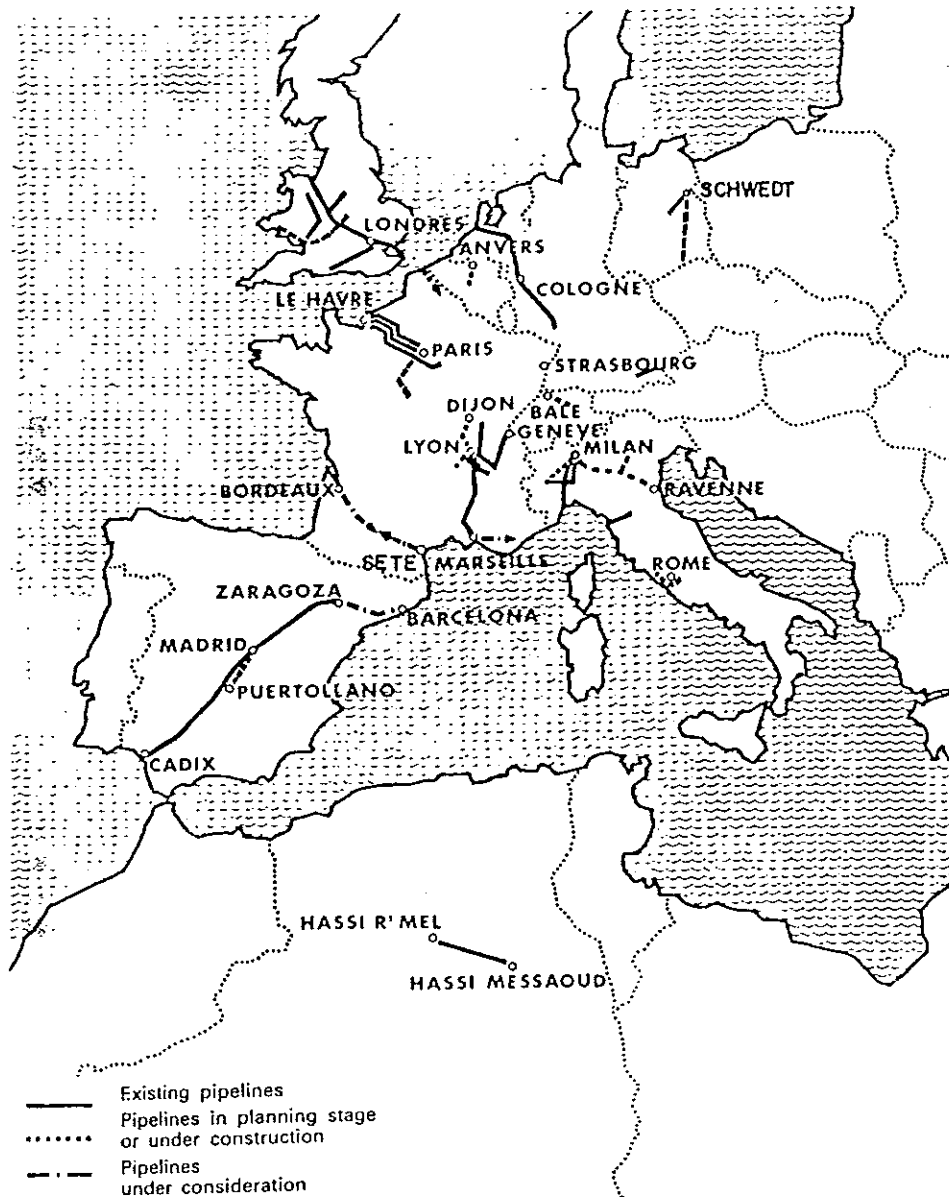 SCHWEDT
LONDRES
ANVERS
COLOGNE
LE HAVRE
PARIS
STRASBOURG
DIJON
BALE
GENEVE
LYON
MILAN
BORDEAUX
RAVENNE
SETE
MARSEILLE
ROME
ZARAGOZA
BARCELONA
MADRID
PUERTOLLANO
CADIX
HASSI R'MEL
HASSI MESSAOUD
Existing pipelines
Pipelines in planning stage
or under construction
Pipelines
under consideration